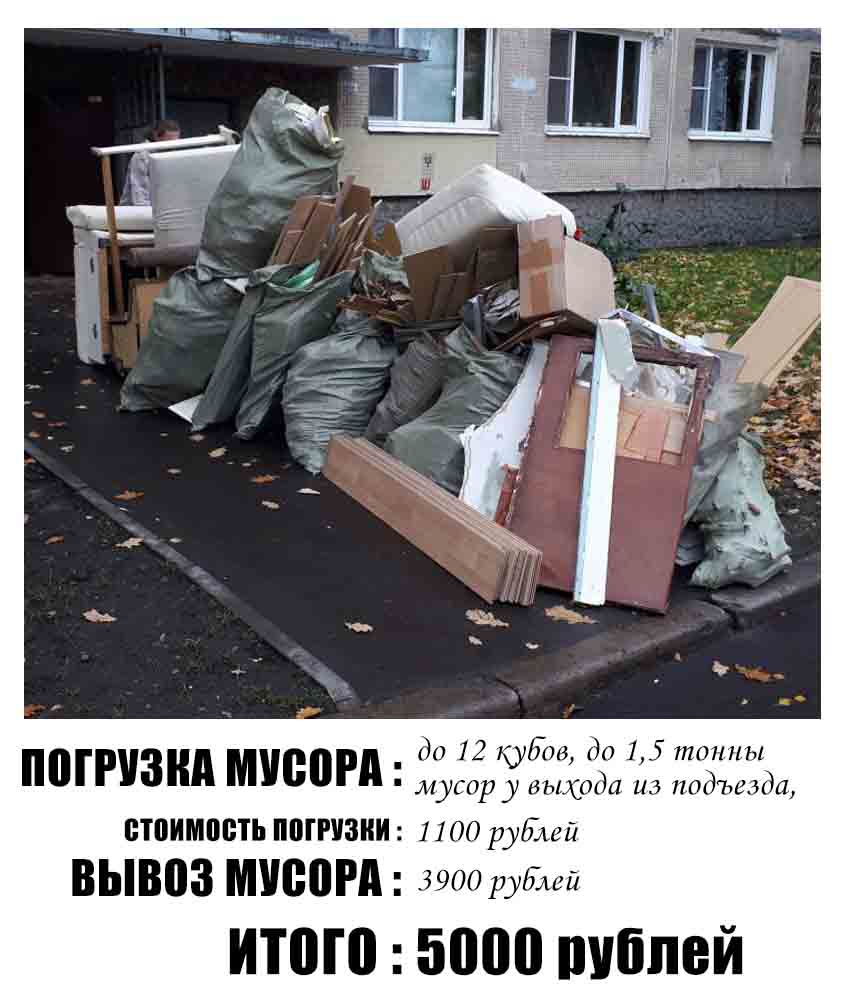 ПОГРУЗКА МУСОРА : до 12 кубов, до 1,5 тонны
мусор у выхода из подъезда,
СТОИМОСТЬ ПОГРУЗКИ : 1100 рублей
ВЫВОЗ МУСОРА : 3900 рублей
ИТОГО : 5000 рублей